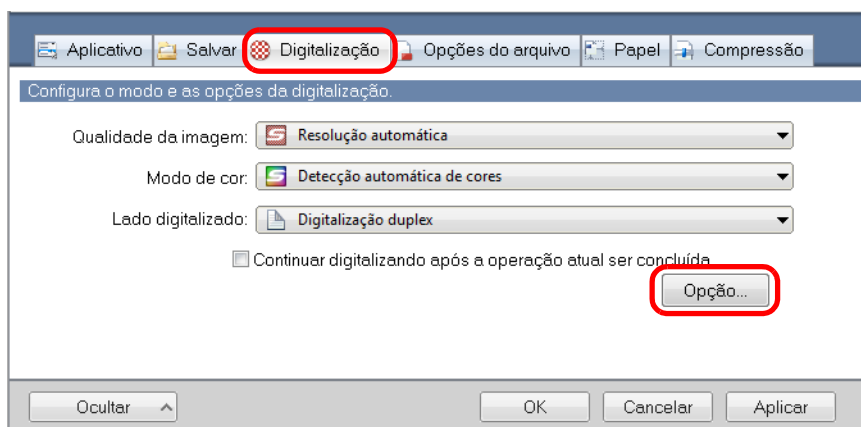 Aplicativo Salvar Digitalização Opções do arquivo Papel Compressão
Configura o modo e as opções da digitalização.
Qualidade da imagem: Resolução automática
Modo de cor: Detecção automática de cores
Lado digitalizado: Digitalização duplex
Continuar digitalizando após a operação atual ser concluída
Opção...
Ocultar OK Cancelar Aplicar